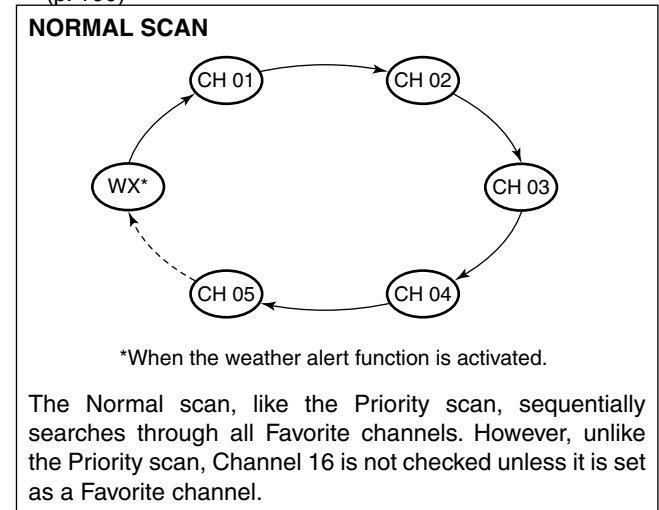 NORMAL SCAN
CH 01
CH 02
WX*
CH 03
CH 05
CH 04
*When the weather alert function is activated.
The Normal scan, like the Priority scan, sequentially
searches through all Favorite channels. However, unlike
the Priority scan, Channel 16 is not checked unless it is set
as a Favorite channel.